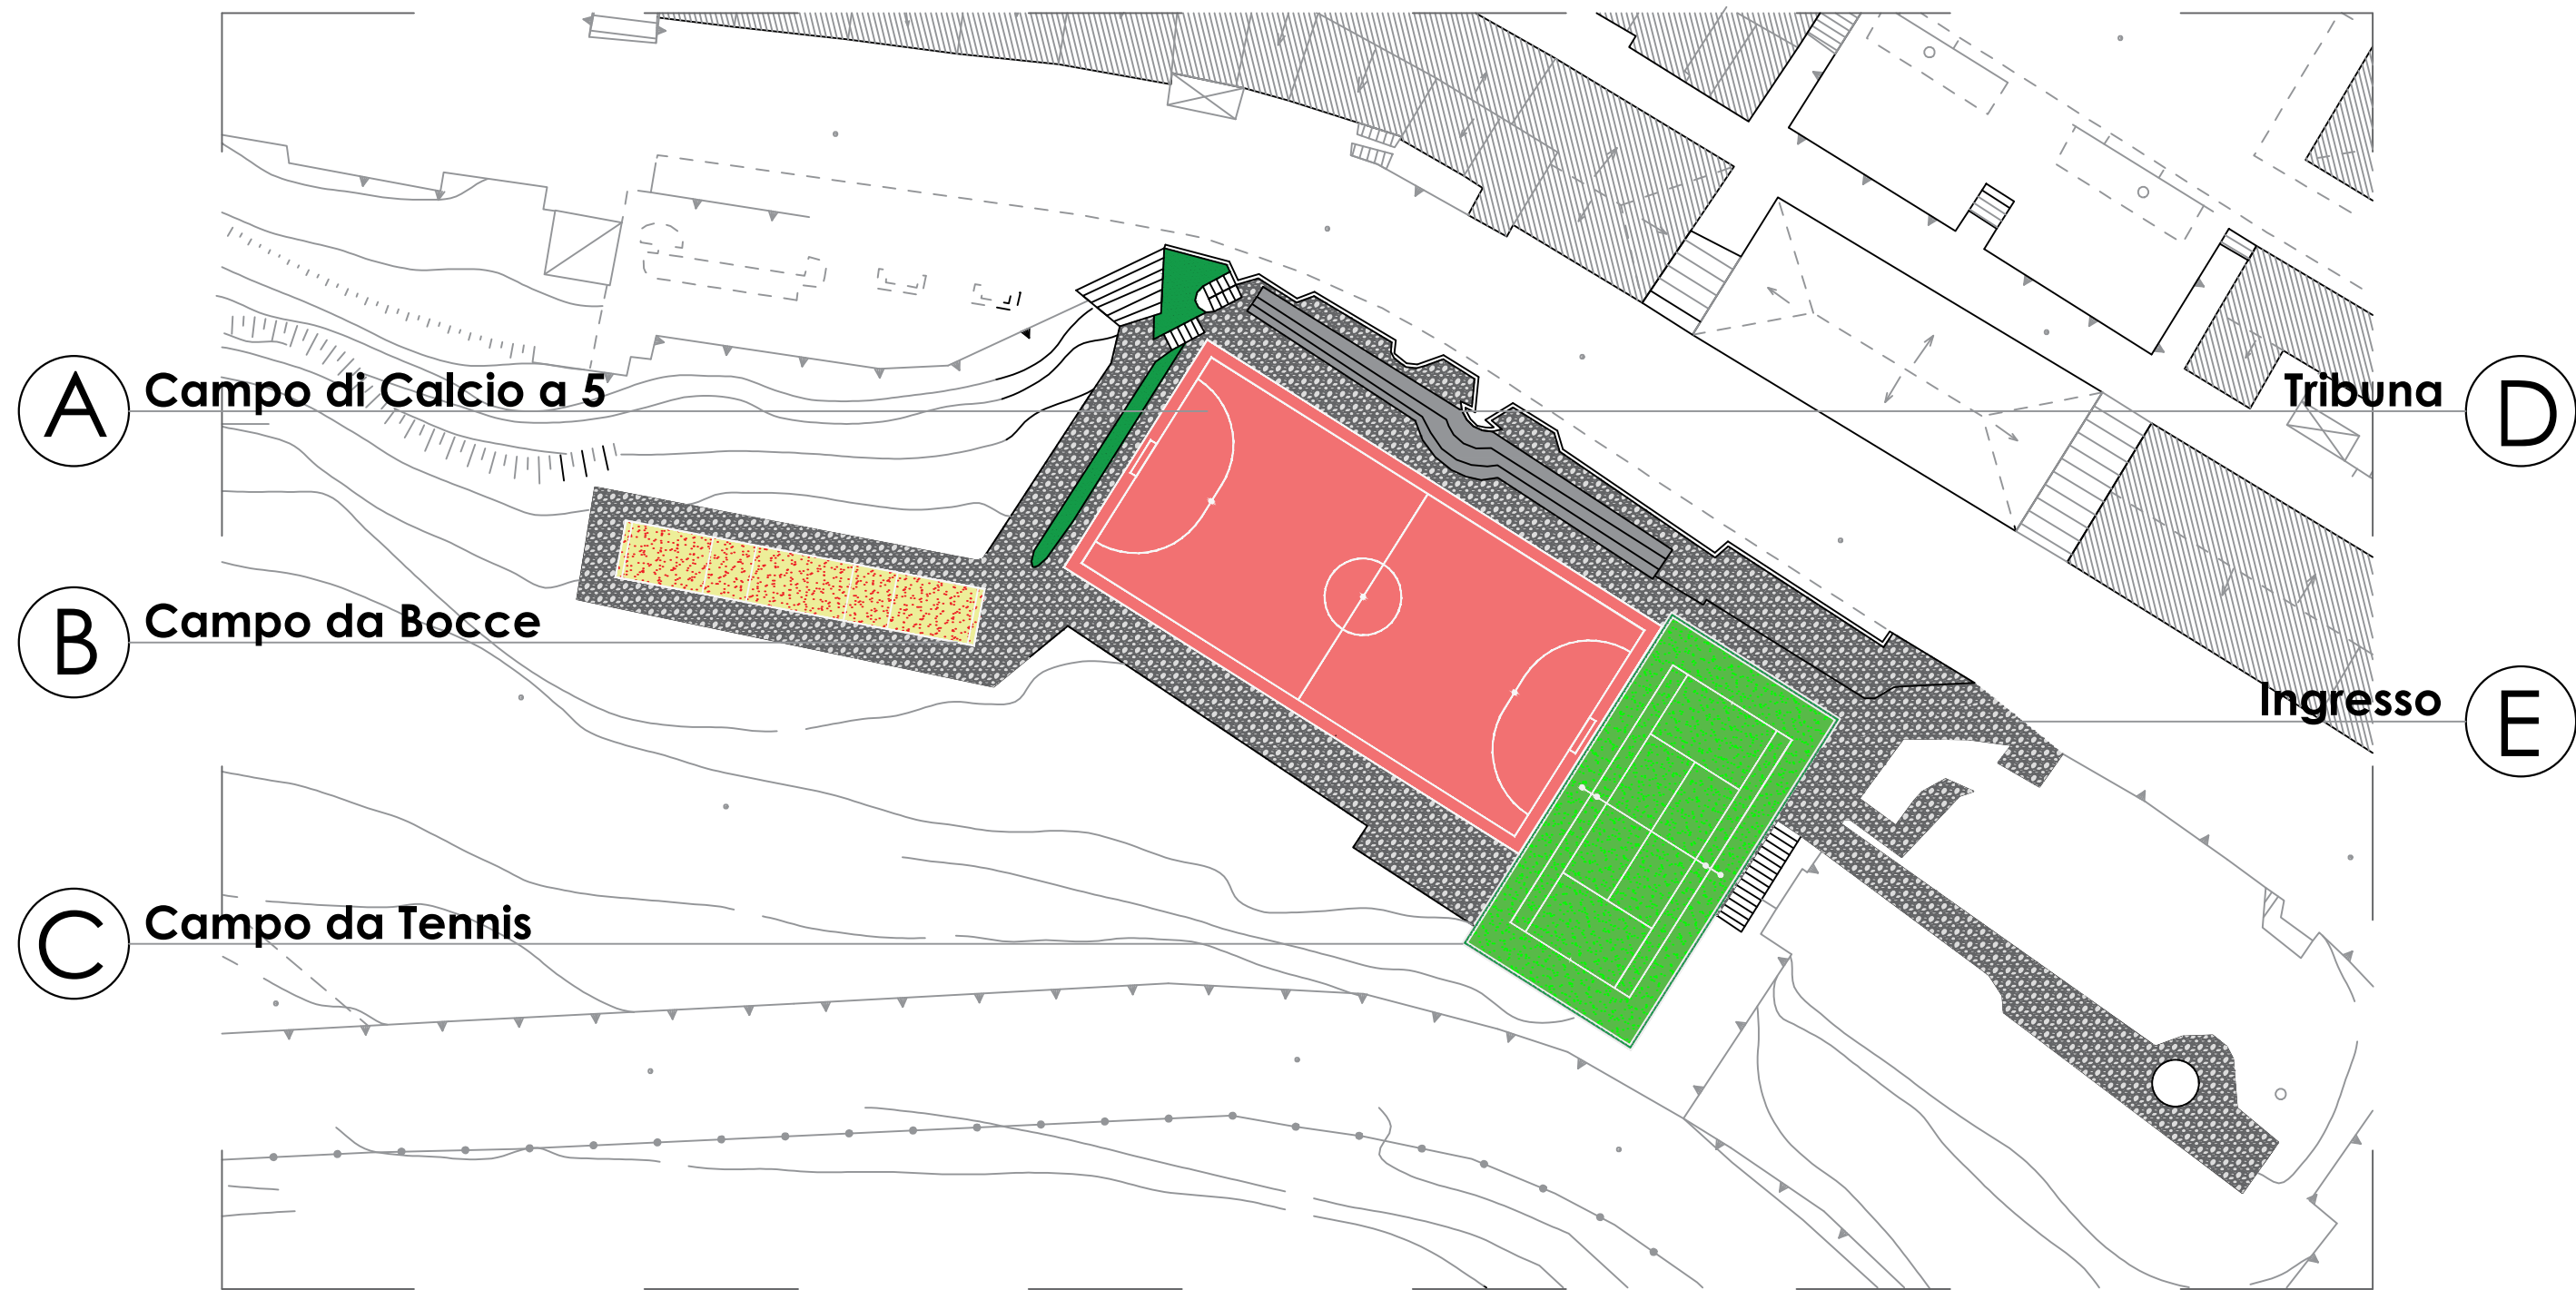 A Campo di Calcio a 5
Tribuna D
B Campo da Bocce
Ingresso E
C Campo da Tennis